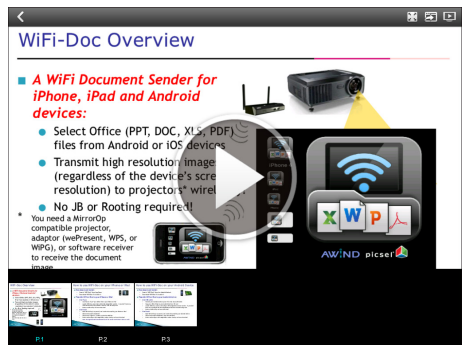 WiFi-Doc Overview
A WiFi Document Sender for
iPhone, iPad and Android
devices:
Select Office (PPT, DOC, XLS, PDF)
files from Android or iOS devices
Transmit high resolution image
(regardless of the device's scre
resolution) to projectors* wirel
No JB or Rooting required!
* You need a MirrorOp
compatible projector,
adaptor (wePresent, WPS, or
WiPG), or software receiver
to receive the document
image
X W P
AWIND picsel
P.1 P.2 P.3